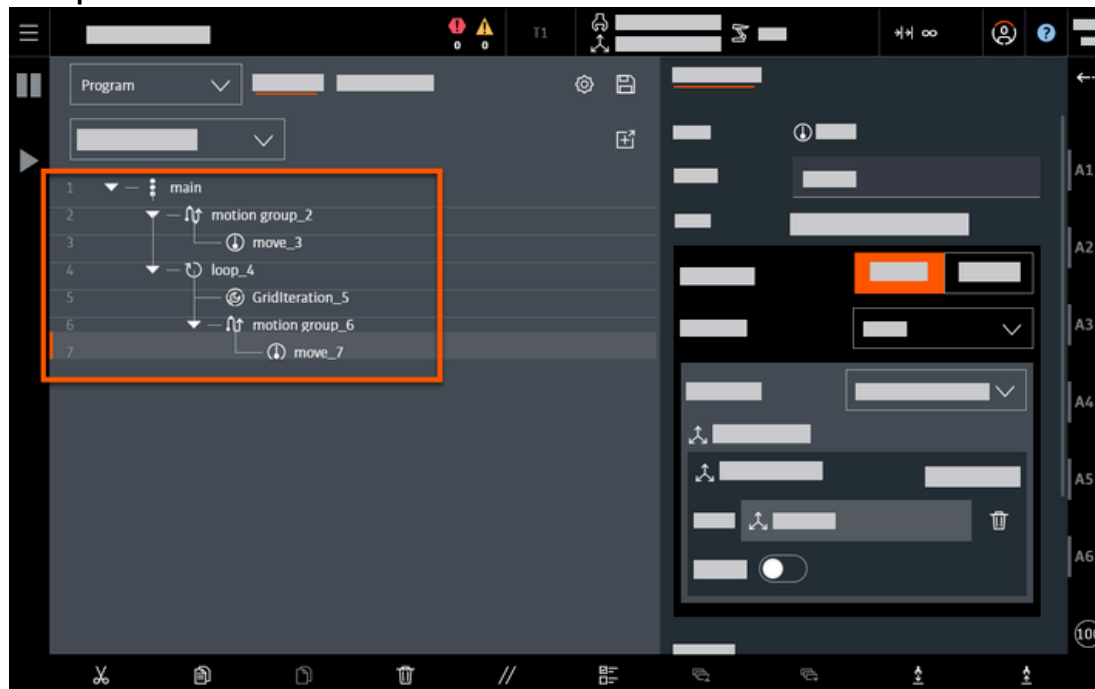 0 0 T1 ∞ ?
Program
A1
1 main
2 motion group_2
A2
3 move_3
4 loop_4
5 GridIteration_5
6 motion group_6
A3
7 move_7
A4
A5
A6
//